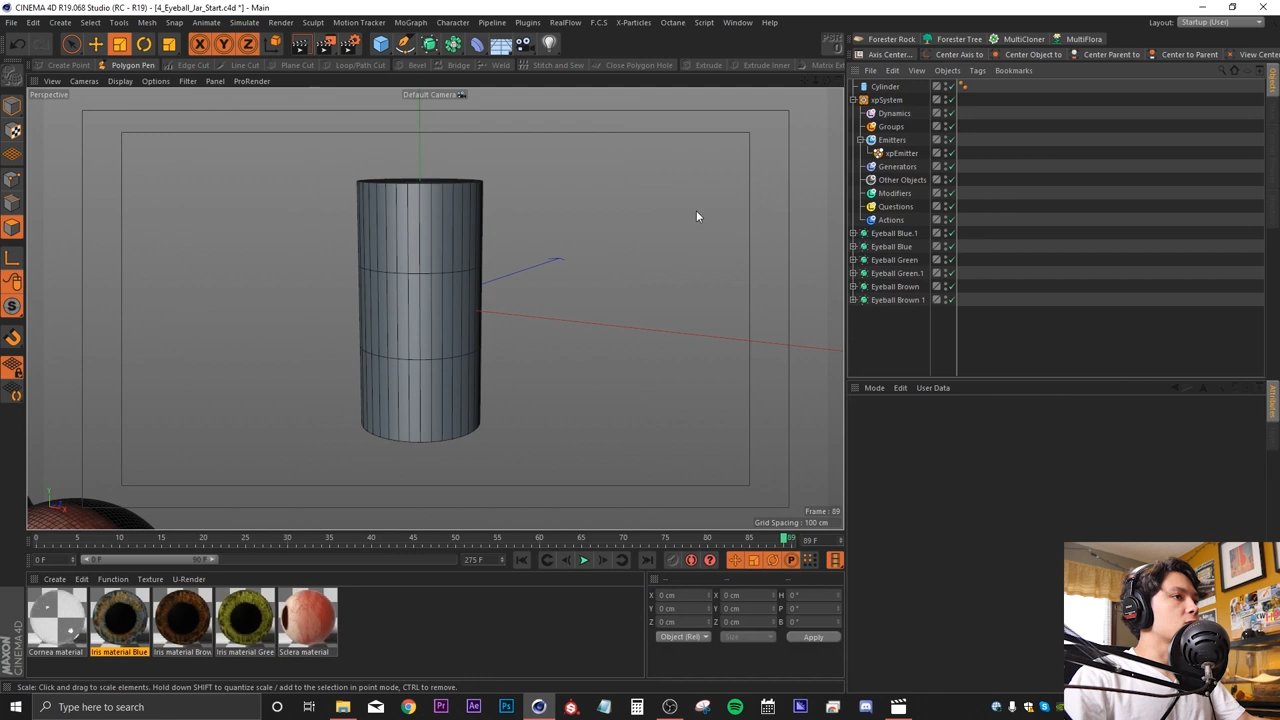 CINEMA 4D R19.068 Studio (RC - R19) - [4_Eyeball_Jar_Start.c4d *] - Main
File Edit Create Select Tools Mesh Snap Animate Simulate Render Sculpt Motion Tracker MoGraph Character Pipeline Plugins RealFlow F.C.S X-Particles Octane Script Window Help
Layout: Startup (User)
PSR
0
Forester Rock Forester Tree MultiCloner MultiFlora
Create Point Polygon Pen Edge Cut Line Cut Plane Cut Loop/Path Cut Bevel Bridge Weld Stitch and Sew Close Polygon Hole Extrude Extrude Inner Matrix Ext
Axis Center... Center Axis to Center Object to Center Parent to Center to Parent View Cente
View Cameras Display Options Filter Panel ProRender
File Edit View Objects Tags Bookmarks
Perspective
Default Camera
Cylinder
xpSystem
Dynamics
Groups
Emitters
xpEmitter
Generators
Other Objects
Modifiers
Questions
Actions
Eyeball Blue.1
Eyeball Blue
Eyeball Green
Eyeball Green.1
Eyeball Brown
Eyeball Brown 1
Objects
Y
X
Frame : 89
Grid Spacing : 100 cm
Mode Edit User Data
Attributes
0 5 10 15 20 25 30 35 40 45 50 55 60 65 70 75 80 85 89
89 F
0 F
0 F
90 F
275 F
Create Edit Function Texture U-Render
Cornea material
Iris material Blue
Iris material Brow
Iris material Gree
Sclera material
-- -- --
X 0 cm X 0 cm H 0 °
Y 0 cm Y 0 cm P 0 °
Z 0 cm Z 0 cm B 0 °
Object (Rel) Size Apply
MAXON
CINEMA 4D
Scale: Click and drag to scale elements. Hold down SHIFT to quantize scale / add to the selection in point mode, CTRL to remove.
Type here to search